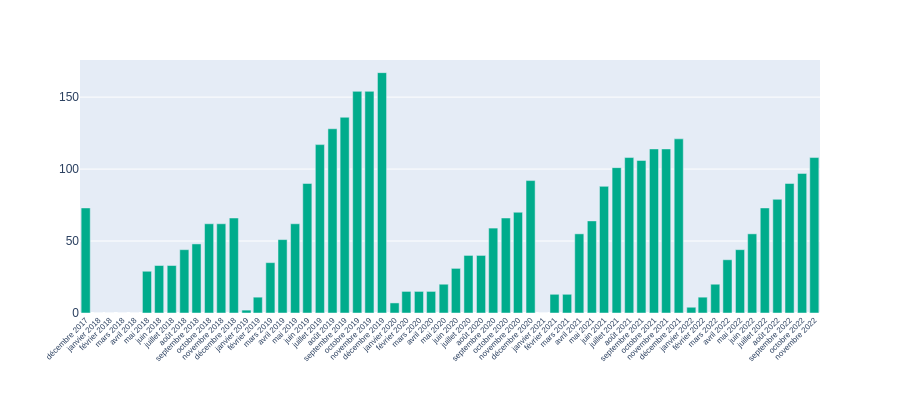 150
100
50
0
décembre 2017
janvier 2018
février 2018
mars 2018
avril 2018
mai 2018
juin 2018
juillet 2018
août 2018
septembre 2018
octobre 2018
novembre 2018
décembre 2018
janvier 2019
février 2019
mars 2019
avril 2019
mai 2019
juin 2019
juillet 2019
août 2019
septembre 2019
octobre 2019
novembre 2019
décembre 2019
janvier 2020
février 2020
mars 2020
avril 2020
mai 2020
juin 2020
juillet 2020
août 2020
septembre 2020
octobre 2020
novembre 2020
décembre 2020
janvier 2021
février 2021
mars 2021
avril 2021
mai 2021
juin 2021
juillet 2021
août 2021
septembre 2021
octobre 2021
novembre 2021
décembre 2021
janvier 2022
février 2022
mars 2022
avril 2022
mai 2022
juin 2022
juillet 2022
août 2022
septembre 2022
octobre 2022
novembre 2022